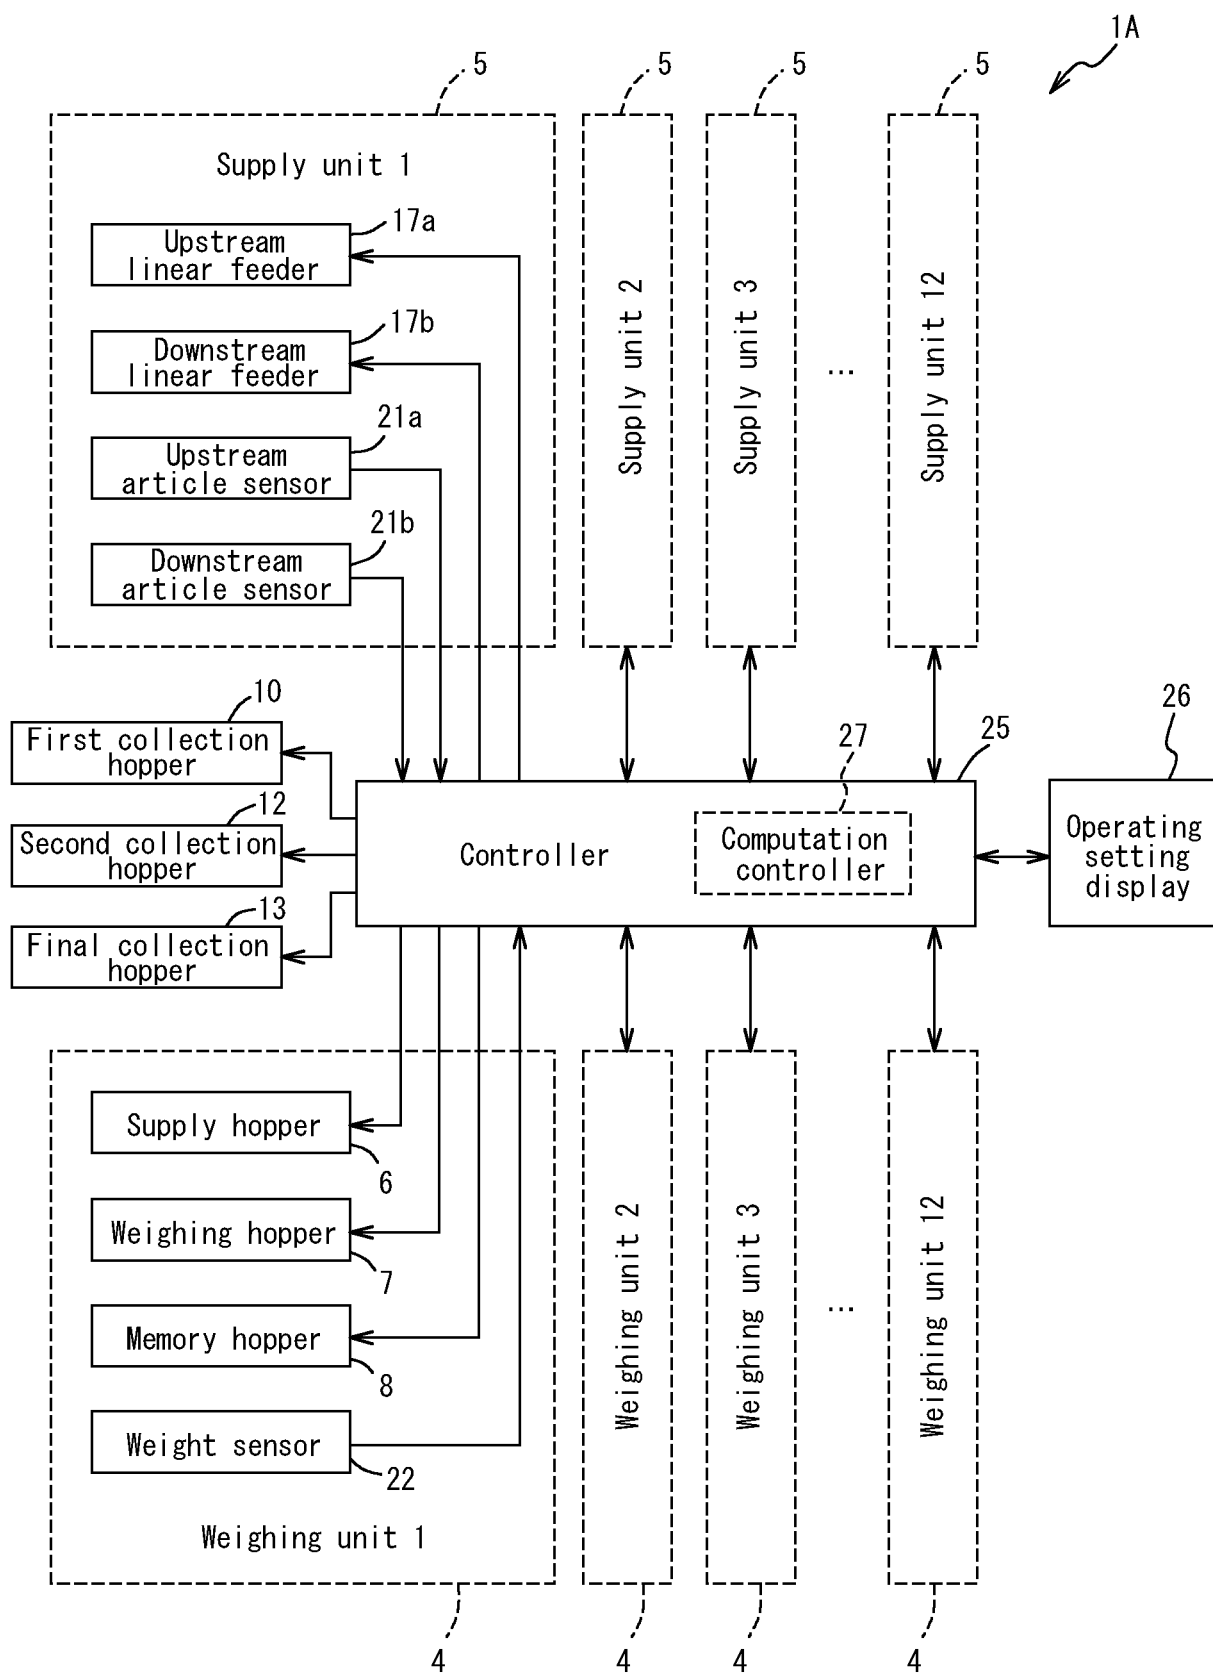 1A
5
5
5
5
Supply unit 1
17a
Upstream
linear feeder
17b
Downstream
linear feeder
21a
Upstream
article sensor
21b
Downstream
article sensor
Supply unit 2
Supply unit 3
...
Supply unit 12
10
First collection
hopper
12
Second collection
hopper
13
Final collection
hopper
Controller
25
27
Computation
controller
26
Operating
setting
display
Supply hopper
6
Weighing hopper
7
Memory hopper
8
Weight sensor
22
Weighing unit 1
Weighing unit 2
Weighing unit 3
...
Weighing unit 12
4
4
4
4